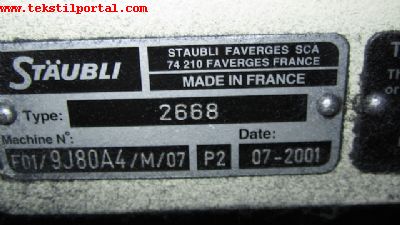 www.tekstilportal.com
STÄUBLI
STAUBLI FAVERGES SCA
74 210 FAVERGES FRANCE
MADE IN FRANCE
Type: 2668
Machine No: Date:
F01/9J80A4/M/07 P2 07-2001